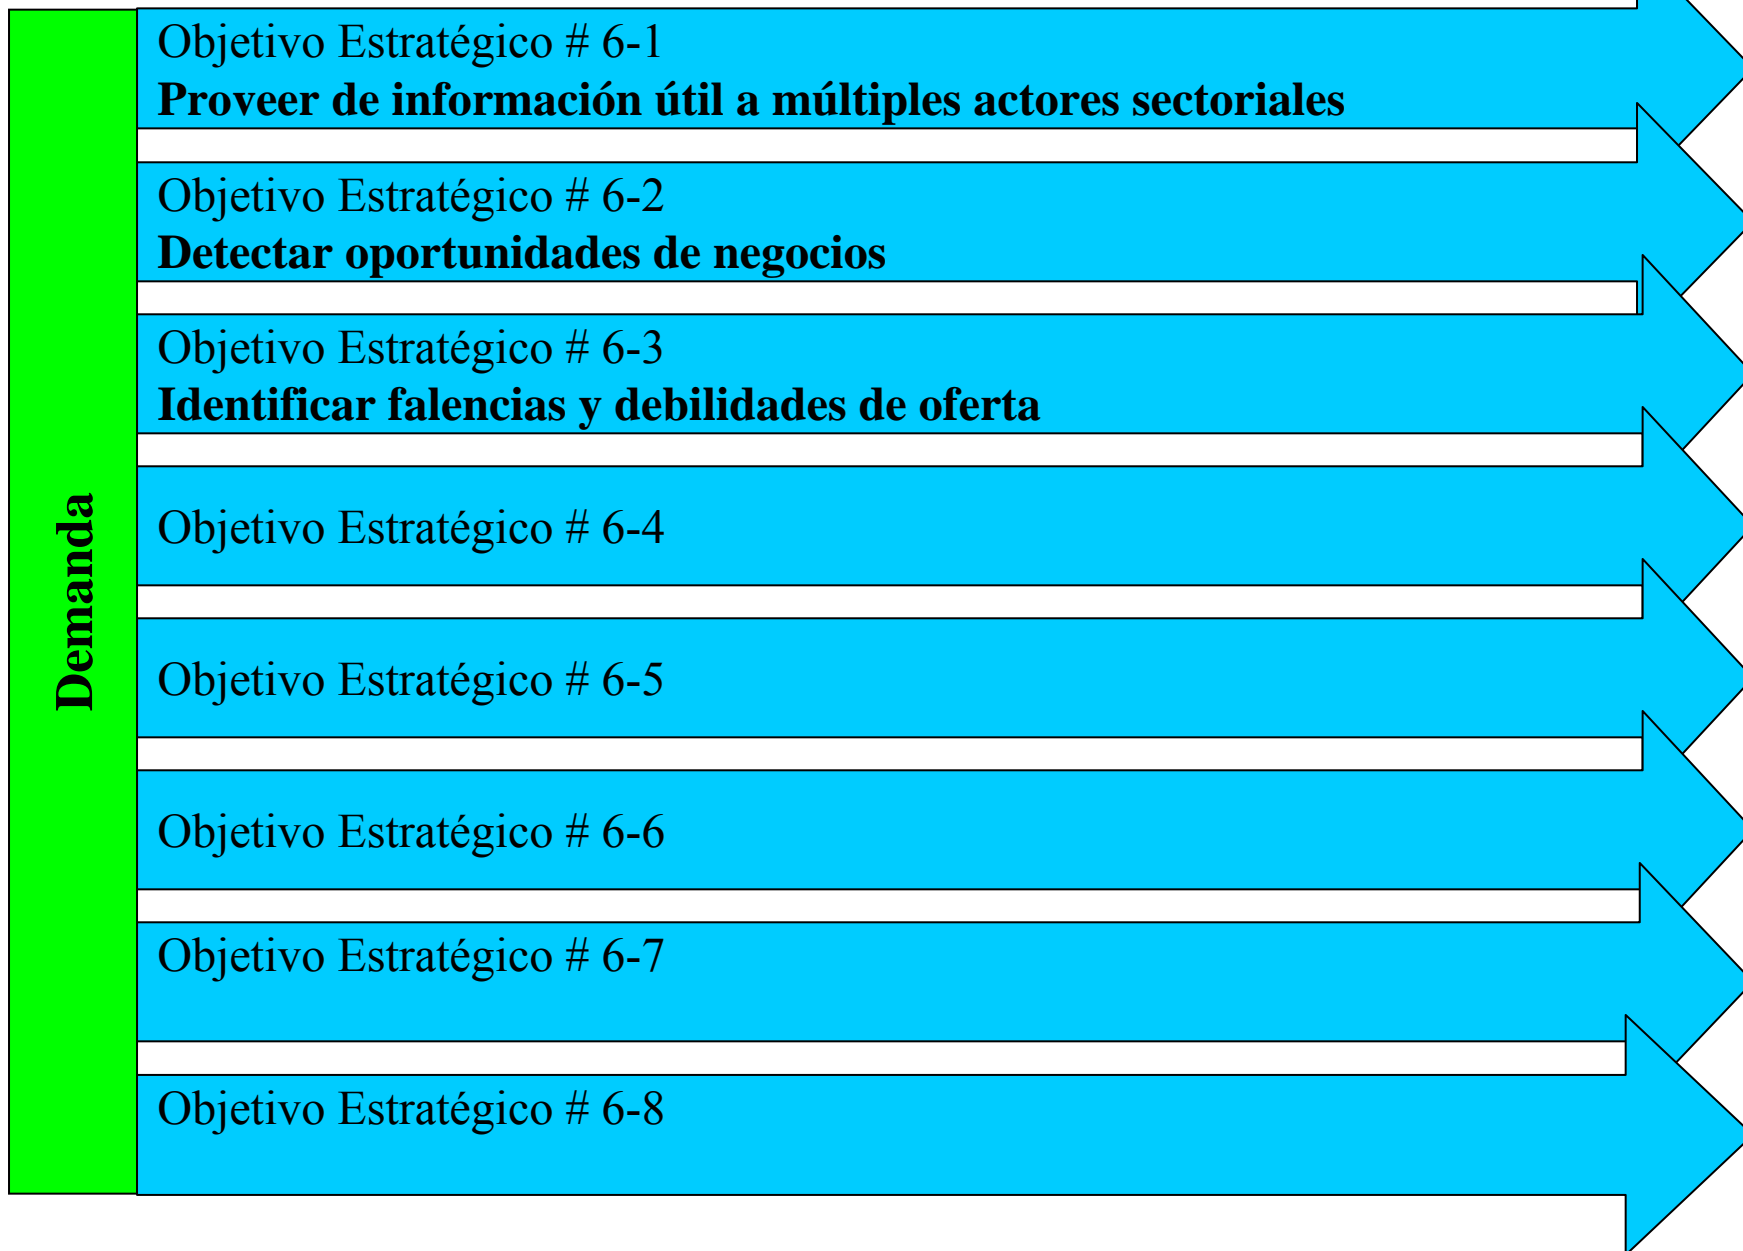 Objetivo Estratégico # 6-1
Proveer de información útil a múltiples actores sectoriales
Objetivo Estratégico # 6-2
Detectar oportunidades de negocios
Objetivo Estratégico # 6-3
Identificar falencias y debilidades de oferta
Objetivo Estratégico # 6-4
Demanda
Objetivo Estratégico # 6-5
Objetivo Estratégico # 6-6
Objetivo Estratégico # 6-7
Objetivo Estratégico # 6-8